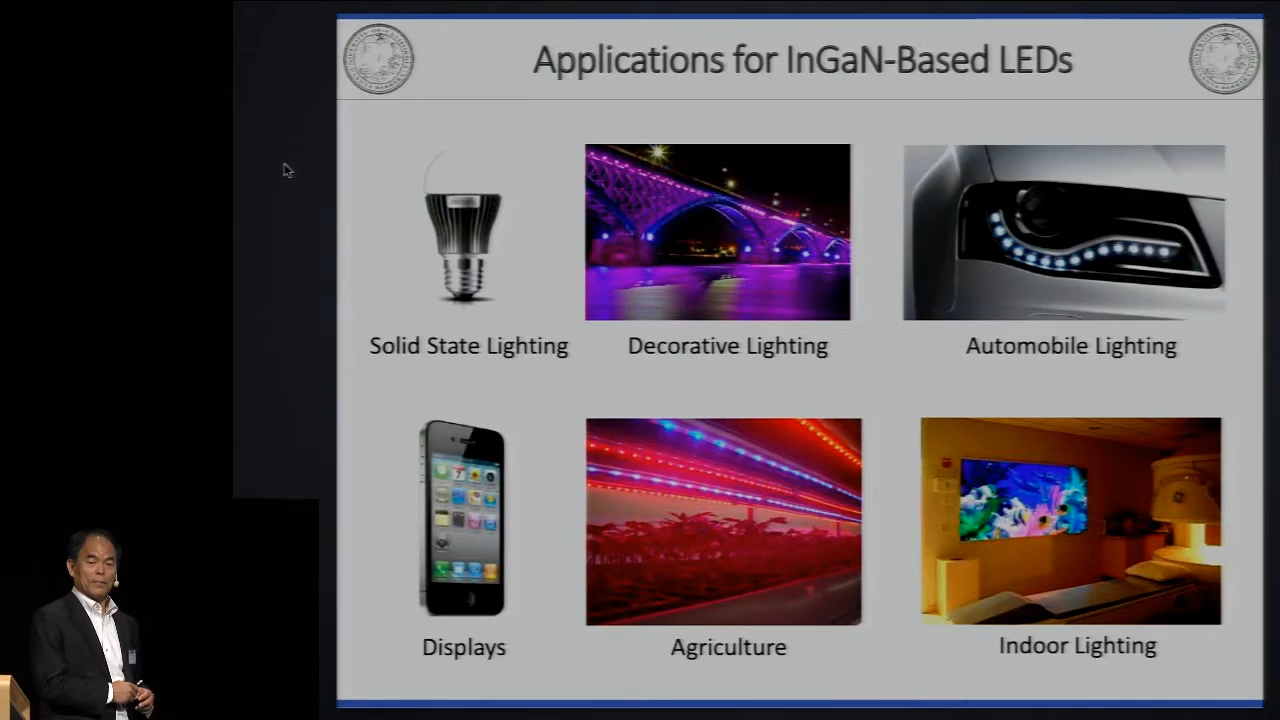 Applications for InGaN-Based LEDs
Solid State Lighting
Decorative Lighting
Automobile Lighting
Displays
Agriculture
Indoor Lighting